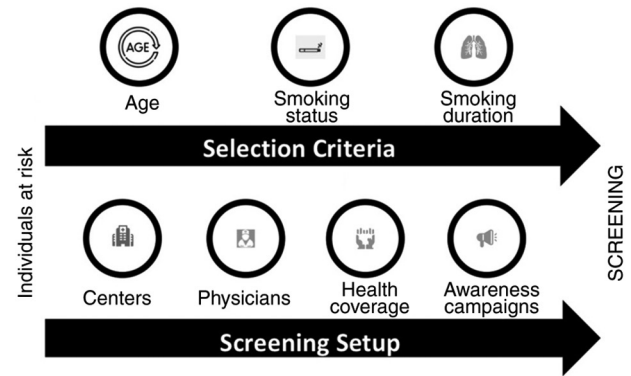 AGE
Age
Smoking
status
Smoking
duration
Selection Criteria
Individuals at risk
SCREENING
Centers
Physicians
Health
coverage
Awareness
campaigns
Screening Setup